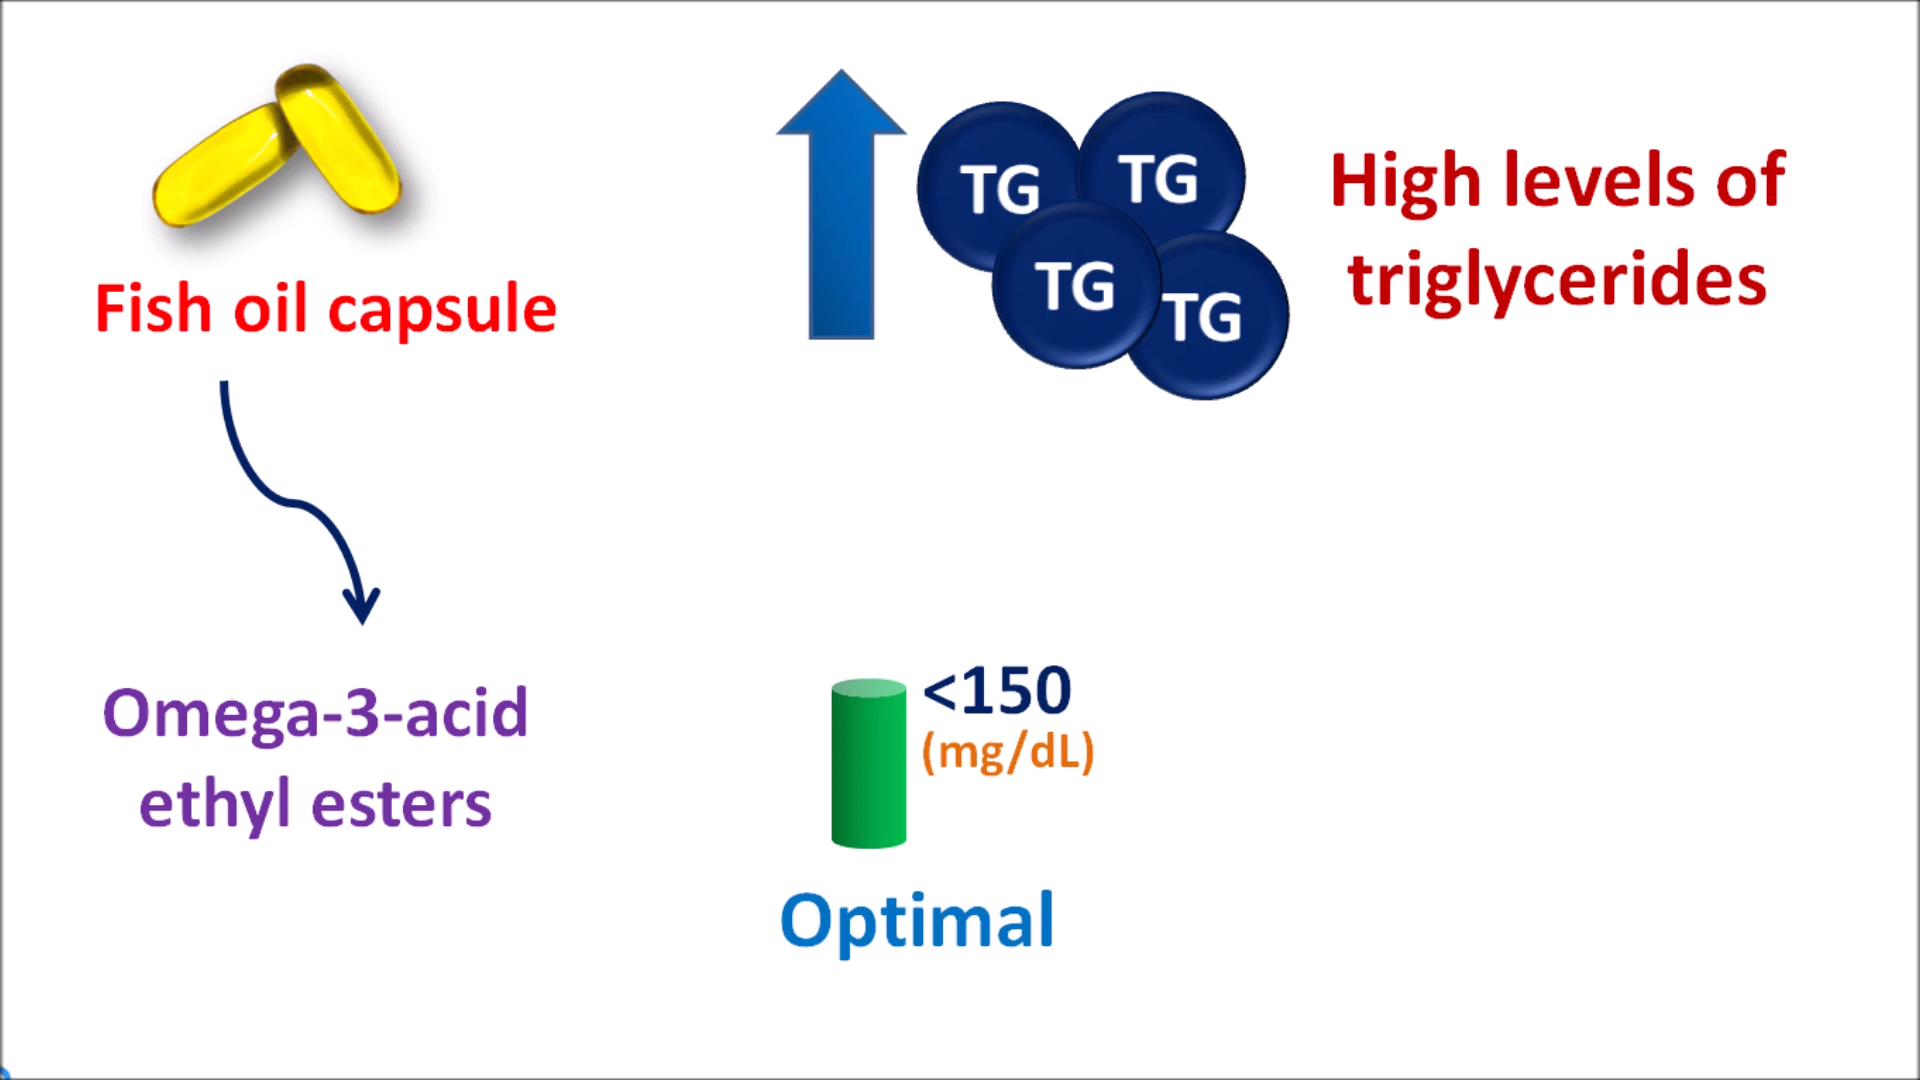 Fish oil capsule
TG
TG
TG
TG
High levels of
triglycerides
Omega-3-acid
ethyl esters
<150
(mg/dL)
Optimal